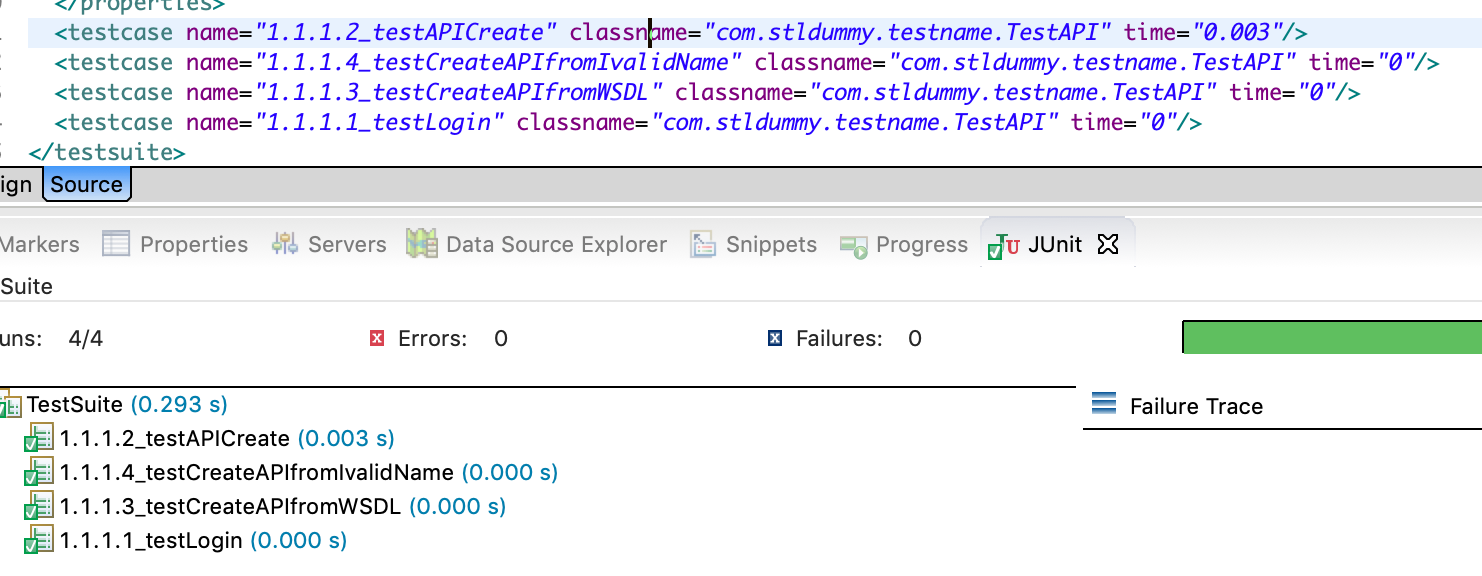 </properties>
<testcase name="1.1.1.2_testAPICreate" classname="com.stldummy.testname.TestAPI" time="0.003"/>
<testcase name="1.1.1.4_testCreateAPIfromIvalidName" classname="com.stldummy.testname.TestAPI" time="0"/>
<testcase name="1.1.1.3_testCreateAPIfromWSDL" classname="com.stldummy.testname.TestAPI" time="0"/>
<testcase name="1.1.1.1_testLogin" classname="com.stldummy.testname.TestAPI" time="0"/>
</testsuite>
ign Source
Markers Properties Servers Data Source Explorer Snippets Progress JUnit
Suite
uns: 4/4 Errors: 0 Failures: 0
TestSuite (0.293 s)
Failure Trace
1.1.1.2_testAPICreate (0.003 s)
1.1.1.4_testCreateAPIfromIvalidName (0.000 s)
1.1.1.3_testCreateAPIfromWSDL (0.000 s)
1.1.1.1_testLogin (0.000 s)